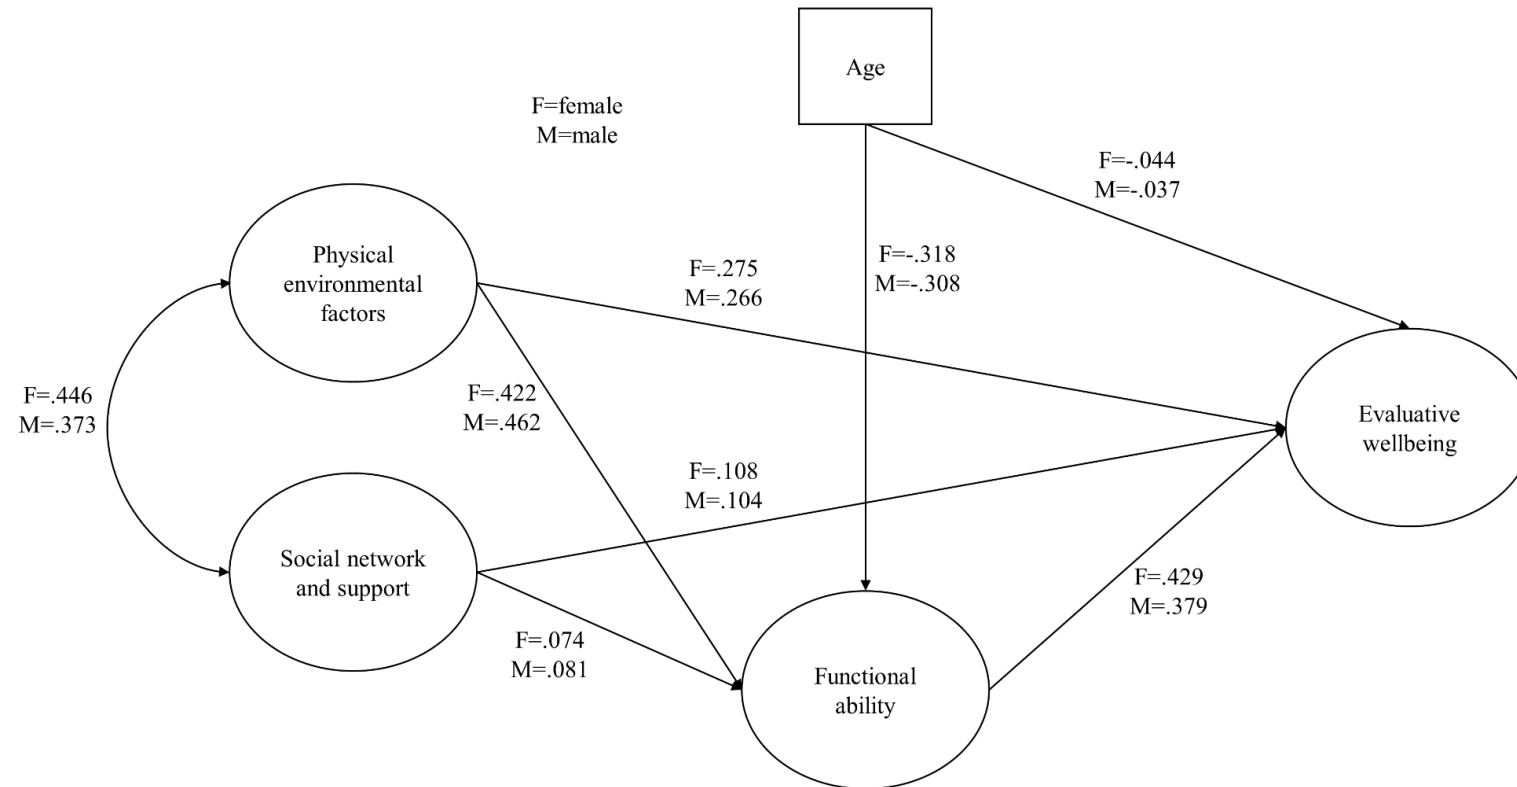 Age
F=female
M=male
F=-.044
M=-.037
Physical
environmental
factors
F=.275
M=.266
F=-.318
M=-.308
F=.446
M=.373
F=.422
M=.462
Evaluative
wellbeing
F=.108
M=.104
Social network
and support
F=.429
M=.379
F=.074
M=.081
Functional
ability